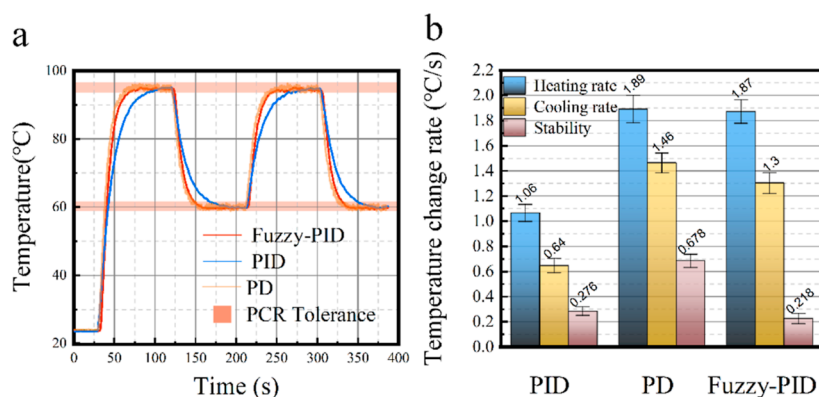 a
Temperature(°C)
100
80
60
40
20
Fuzzy-PID
PID
PD
PCR Tolerance
0 50 100 150 200 250 300 350 400
Time (s)
b
Temperature change rate (°C/s)
2.2
2.0
1.8
1.6
1.4
1.2
1.0
0.8
0.6
0.4
0.2
0.0
Heating rate
Cooling rate
Stability
1.06
0.64
0.276
1.89
1.46
0.678
1.87
1.3
0.218
PID PD Fuzzy-PID